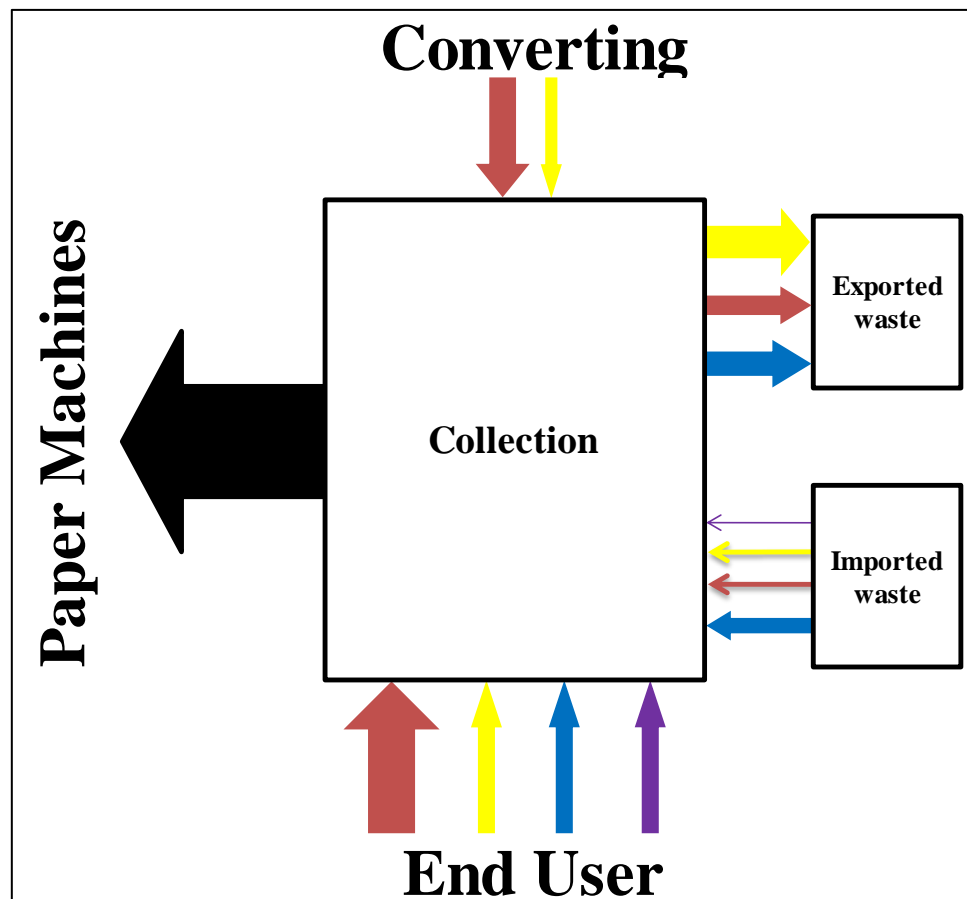 Converting
Paper Machines
Exported
waste
Collection
Imported
waste
End User